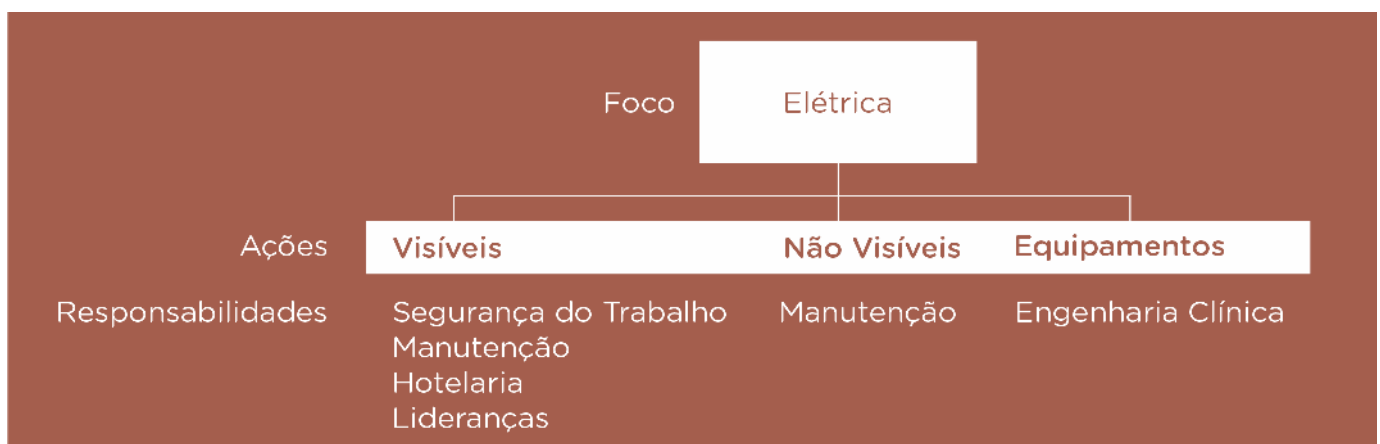 Foco Elétrica
Ações Visíveis Não Visíveis Equipamentos
Responsabilidades Segurança do Trabalho Manutenção Engenharia Clínica
Manutenção
Hotelaria
Lideranças